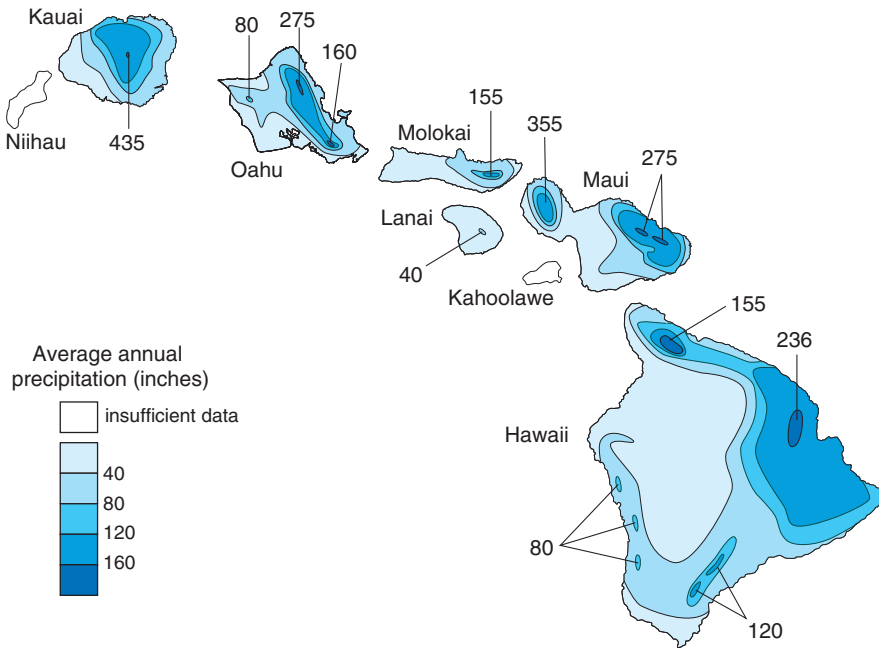 Kauai
80
275
160
Niihau
435
Oahu
Molokai
155
355
Maui
275
Lanai
40
Kahoolawe
155
236
Hawaii
80
120
Average annual
precipitation (inches)
insufficient data
40
80
120
160